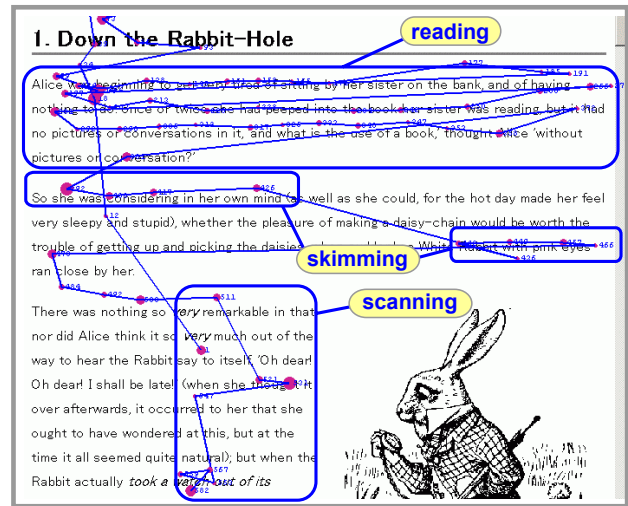 1. Down the Rabbit-Hole
reading
Alice was beginning to get very tired of sitting by her sister on the bank, and of having
nothing to do: once or twice she had peeped into the book her sister was reading, but it had
no pictures or conversations in it, 'and what is the use of a book,' thought Alice 'without
pictures or conversation?'
So she was considering in her own mind (as well as she could, for the hot day made her feel
very sleepy and stupid), whether the pleasure of making a daisy-chain would be worth the
trouble of getting up and picking the daisies, White Rabbit with pink eyes
ran close by her.
skimming
scanning
There was nothing so very remarkable in that
nor did Alice think it so very much out of the
way to hear the Rabbit say to itself, 'Oh dear!
Oh dear! I shall be late!' (when she thought it
over afterwards, it occurred to her that she
ought to have wondered at this, but at the
time it all seemed quite natural); but when the
Rabbit actually took a watch out of its